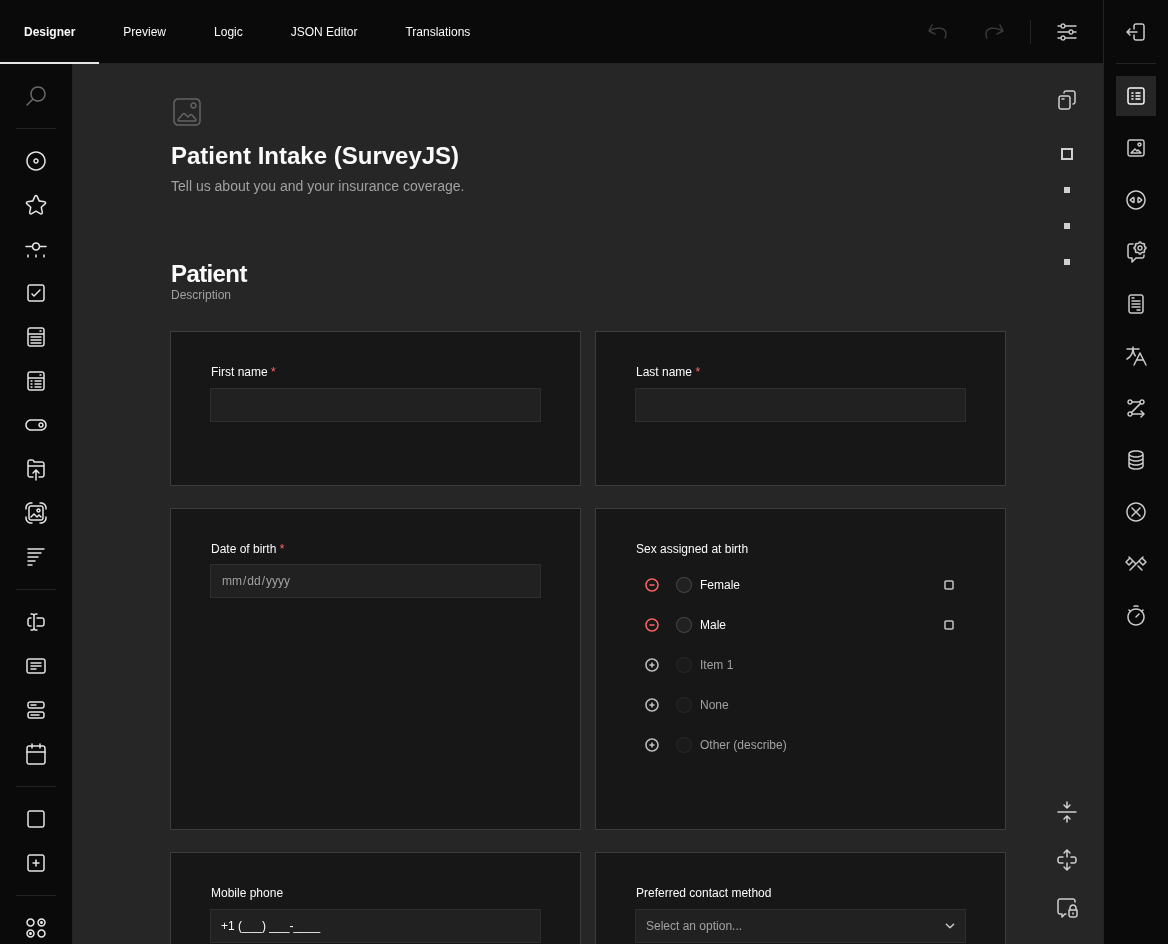 Designer
Preview
Logic
JSON Editor
Translations
Patient Intake (SurveyJS)
Tell us about you and your insurance coverage.
Patient
Description
First name *
Last name *
Date of birth *
mm/dd/yyyy
Sex assigned at birth
Female
Male
Item 1
None
Other (describe)
Mobile phone
+1 (___) ___-____
Preferred contact method
Select an option...